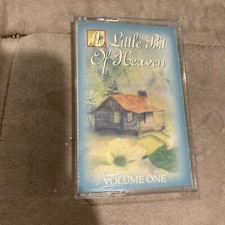 A Little Bit
Of Heaven
VOLUME ONE